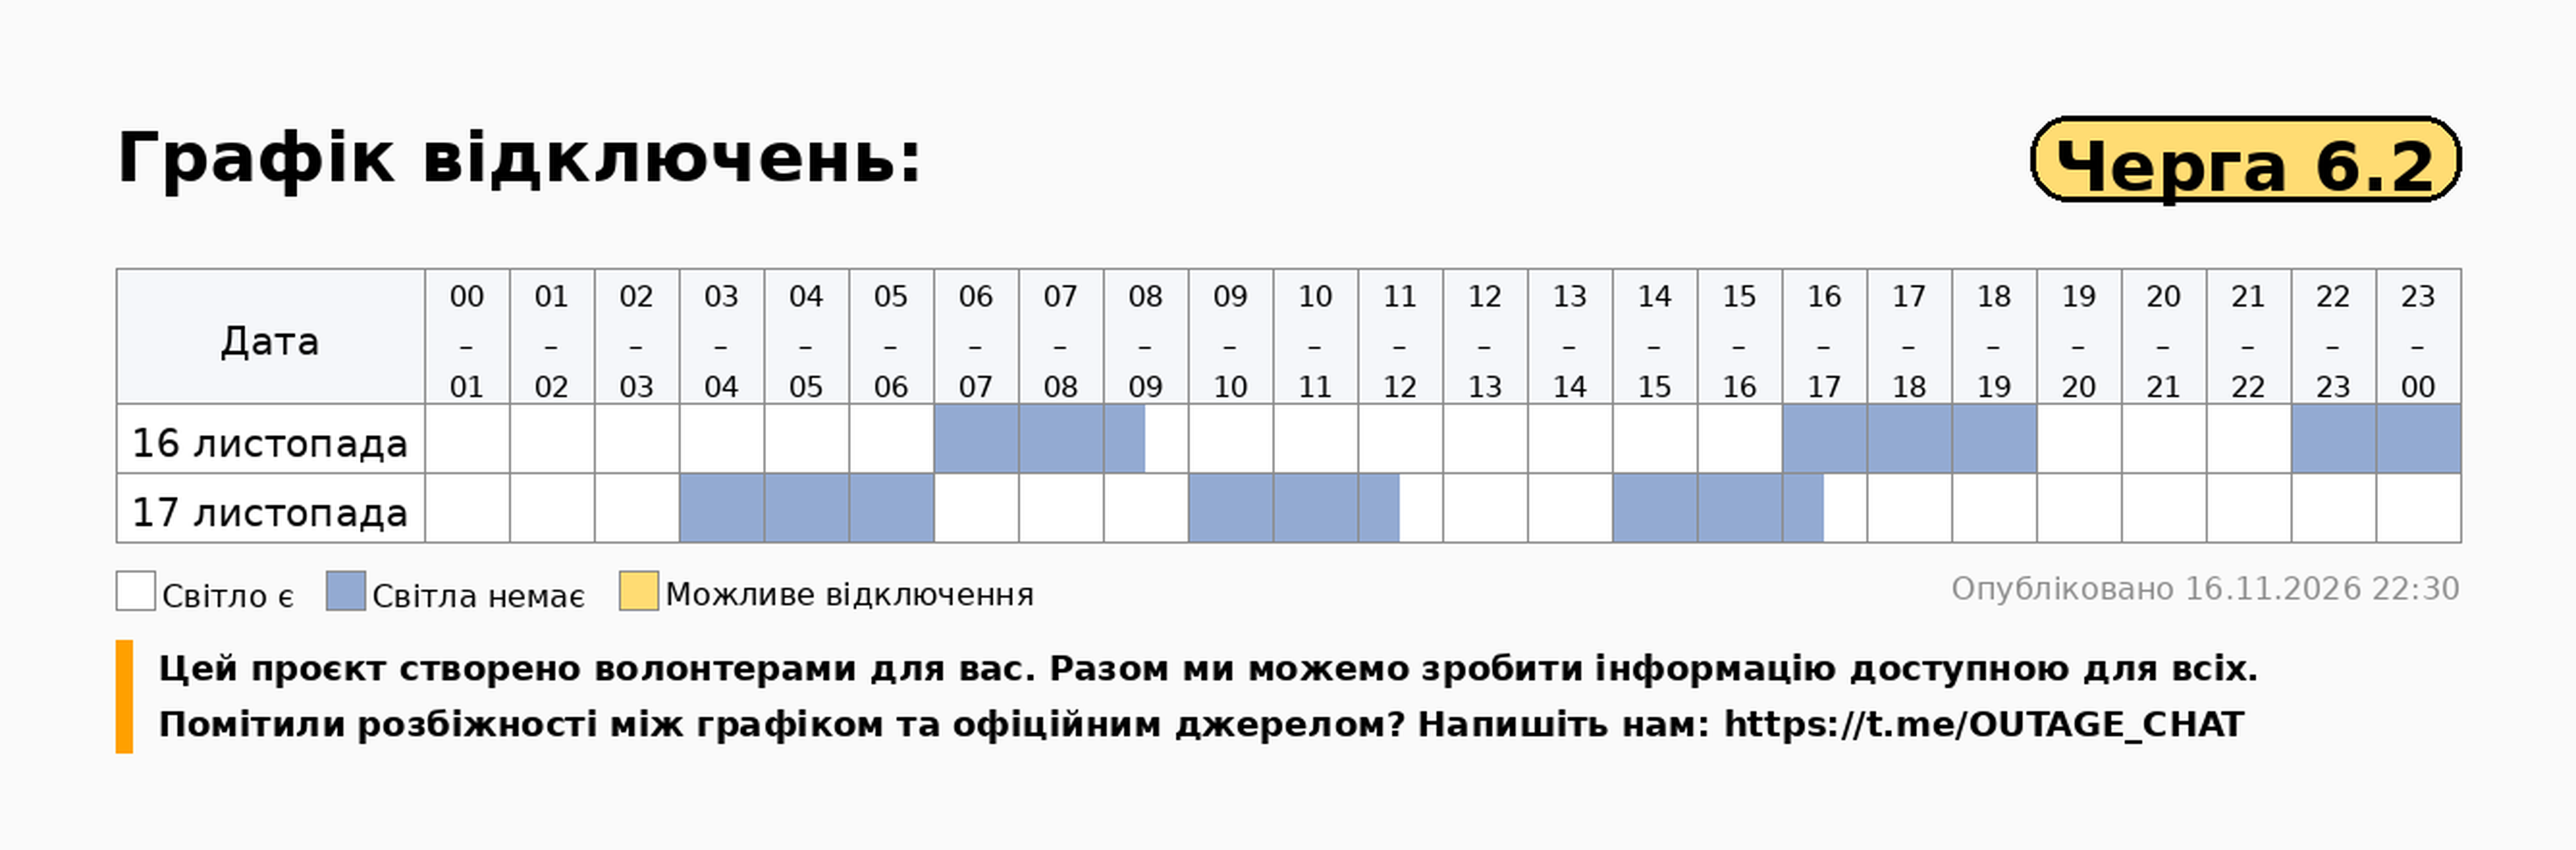 Графік відключень:
Черга 6.2
Дата 00 – 01 01 – 02 02 – 03 03 – 04 04 – 05 05 – 06 06 – 07 07 – 08 08 – 09 09 – 10 10 – 11 11 – 12 12 – 13 13 – 14 14 – 15 15 – 16 16 – 17 17 – 18 18 – 19 19 – 20 20 – 21 21 – 22 22 – 23 23 – 00
16 листопада
17 листопада
Світло є Світла немає Можливе відключення
Опубліковано 16.11.2026 22:30
Цей проєкт створено волонтерами для вас. Разом ми можемо зробити інформацію доступною для всіх.
Помітили розбіжності між графіком та офіційним джерелом? Напишіть нам: https://t.me/OUTAGE_CHAT